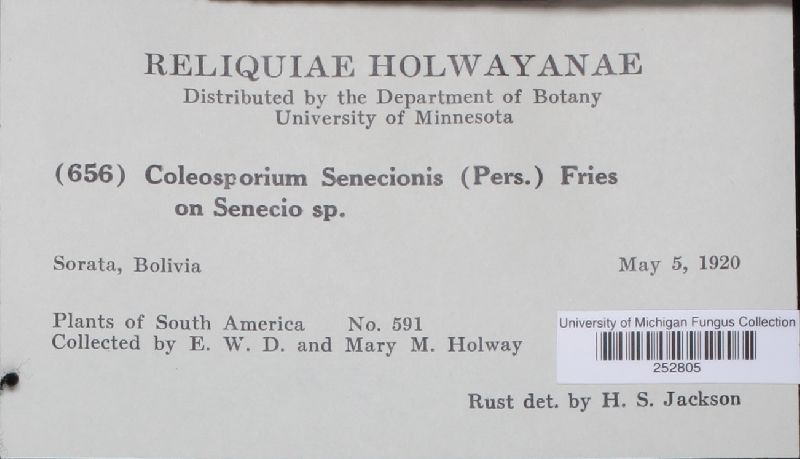 RELIQUIAE HOLWAYANAE
Distributed by the Department of Botany
University of Minnesota
(656) Coleosporium Senecionis (Pers.) Fries
on Senecio sp.
Sorata, Bolivia May 5, 1920
Plants of South America No. 591
Collected by E. W. D. and Mary M. Holway
University of Michigan Fungus Collection
252805
Rust det. by H. S. Jackson